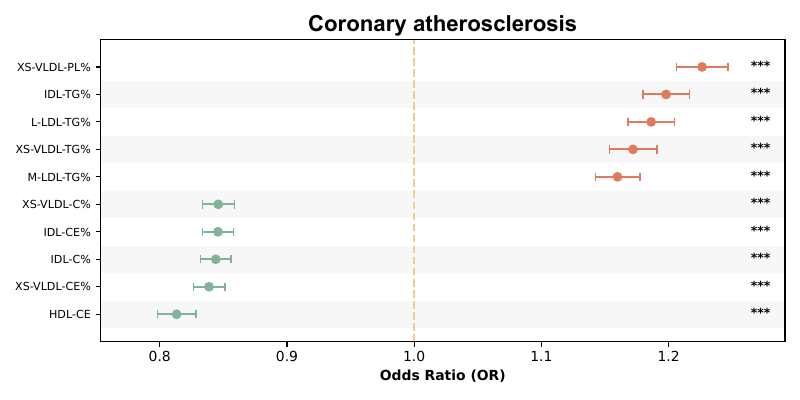 Coronary atherosclerosis
XS-VLDL-PL% ***
IDL-TG% ***
L-LDL-TG% ***
XS-VLDL-TG% ***
M-LDL-TG% ***
XS-VLDL-C% ***
IDL-CE% ***
IDL-C% ***
XS-VLDL-CE% ***
HDL-CE ***
0.8 0.9 1.0 1.1 1.2
Odds Ratio (OR)